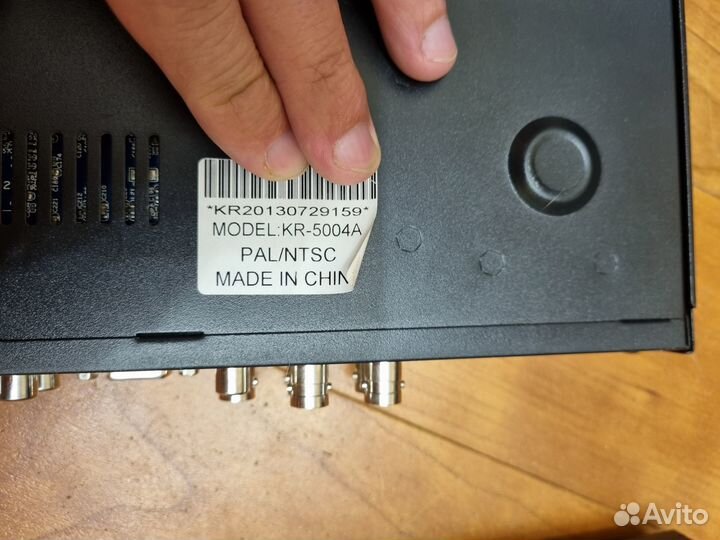 *KR20130729159*
MODEL:KR-5004A
PAL/NTSC
MADE IN CHIN
Avito